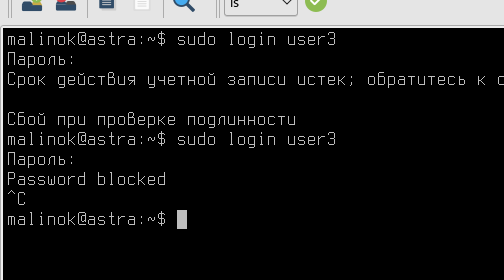 ls
malinok@astra:~$ sudo login user3
Пароль:
Срок действия учетной записи истек; обратитесь к с
Сбой при проверке подлинности
malinok@astra:~$ sudo login user3
Пароль:
Password blocked
^C
malinok@astra:~$